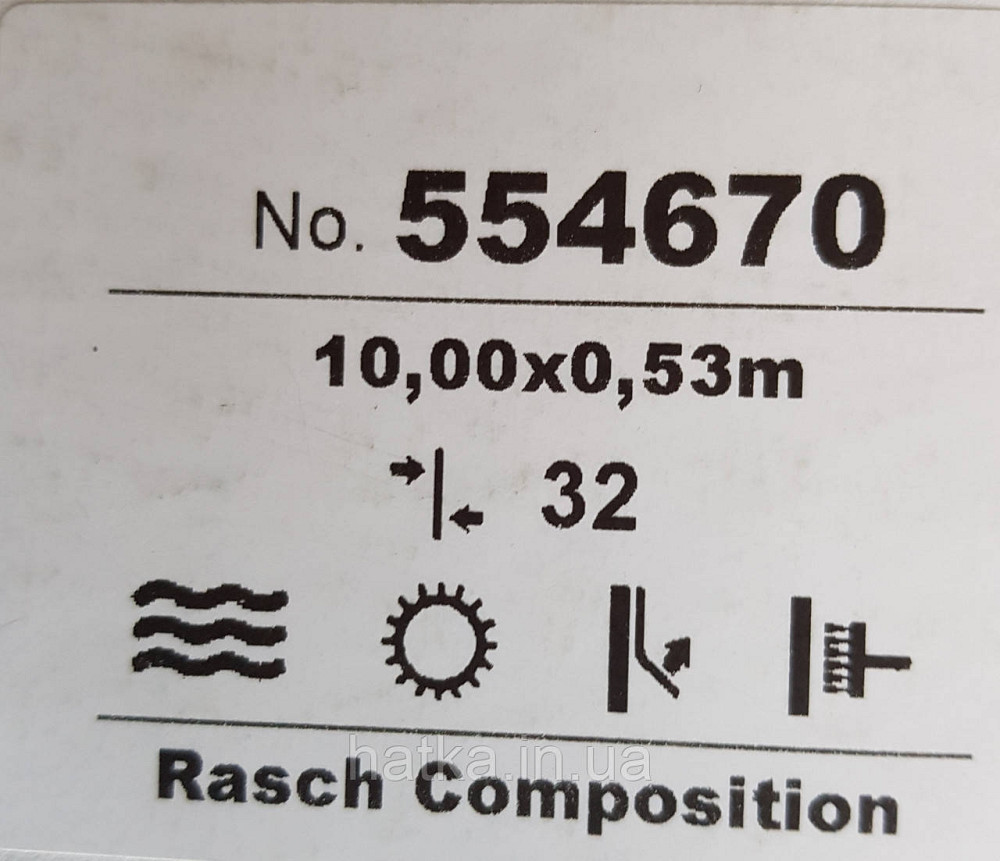 No. 554670
10,00x0,53m
32
hatka.in.ua
Rasch Composition